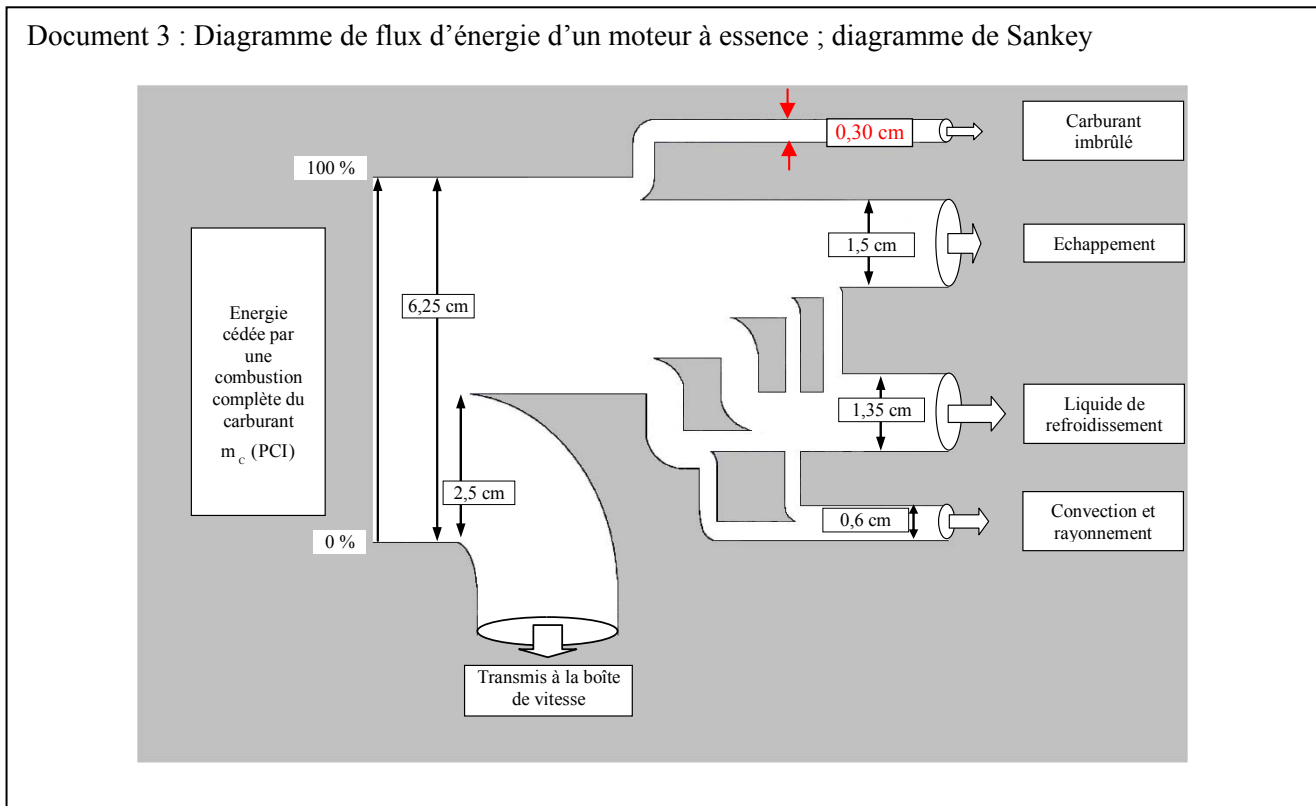 Document 3 : Diagramme de flux d’énergie d’un moteur à essence ; diagramme de Sankey
0,30 cm
Carburant
imbrûlé
100 %
1,5 cm
Echappement
6,25 cm
Energie
cédée par
une
combustion
complète du
carburant
m c (PCI)
1,35 cm
Liquide de
refroidissement
2,5 cm
0,6 cm
Convection et
rayonnement
0 %
Transmis à la boîte
de vitesse